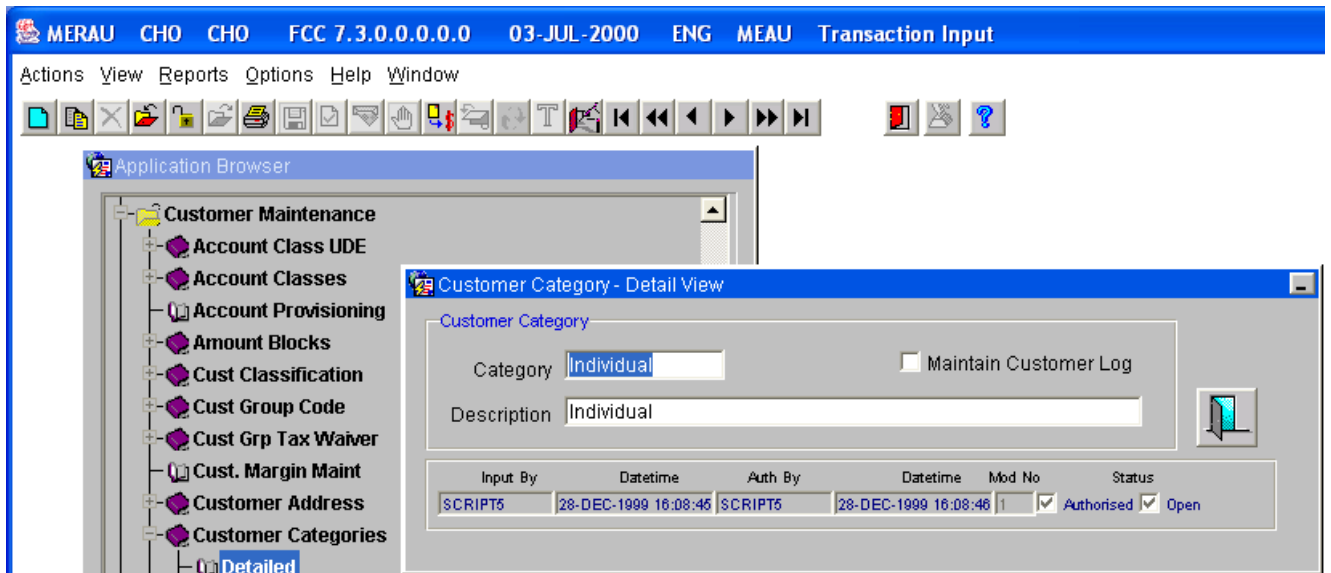 MERAU CHO CHO FCC 7.3.0.0.0.0.0 03-JUL-2000 ENG MEAU Transaction Input
Actions View Reports Options Help Window
Application Browser
Customer Maintenance
Account Class UDE
Account Classes
Account Provisioning
Amount Blocks
Cust Classification
Cust Group Code
Cust Grp Tax Waiver
Cust. Margin Maint
Customer Address
Customer Categories
Detailed
Customer Category - Detail View
Customer Category
Category Individual Maintain Customer Log
Description Individual
Input By Datetime Auth By Datetime Mod No Status
SCRIPT5 28-DEC-1999 16:08:45 SCRIPT5 28-DEC-1999 16:08:46 1 Authorised Open